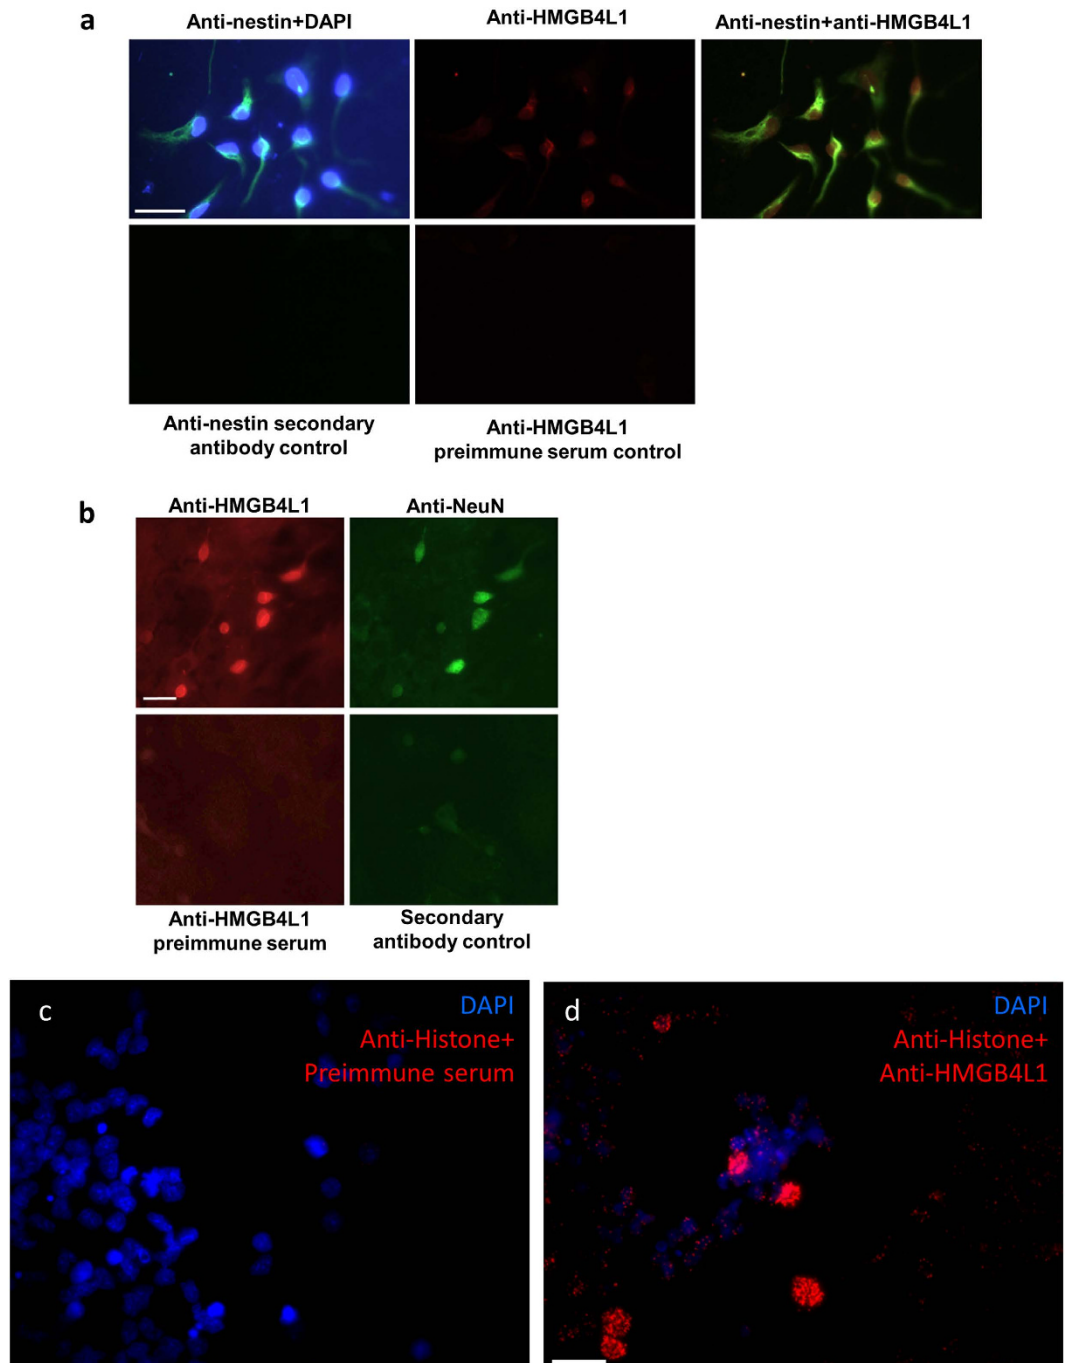 a
Anti-nestin+DAPI
Anti-HMGB4L1
Anti-nestin+anti-HMGB4L1
Anti-nestin secondary
antibody control
Anti-HMGB4L1
preimmune serum control
b
Anti-HMGB4L1
Anti-NeuN
Anti-HMGB4L1
preimmune serum
Secondary
antibody control
c
DAPI
Anti-Histone+
Preimmune serum
d
DAPI
Anti-Histone+
Anti-HMGB4L1